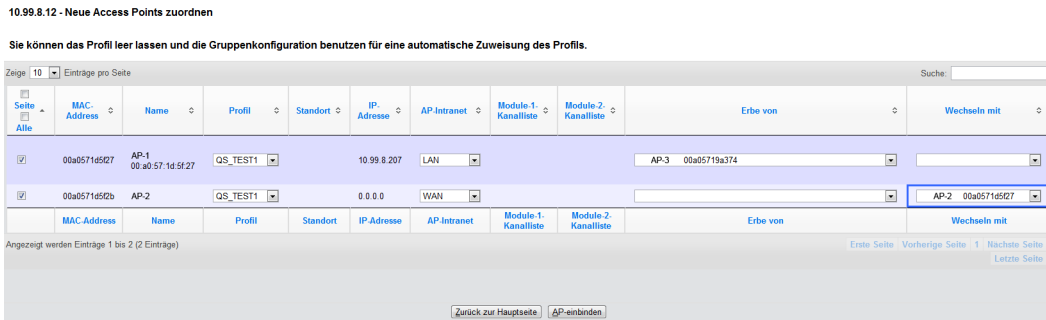 10.99.8.12 - Neue Access Points zuordnen
Sie können das Profil leer lassen und die Gruppenkonfiguration benutzen für eine automatische Zuweisung des Profils.
Zeige 10 Einträge pro Seite Suche:
Seite Alle MAC-Address Name Profil Standort IP-Adresse AP-Intranet Module-1-Kanalliste Module-2-Kanalliste Erbe von Wechseln mit
00a0571d5f27 AP-1 00:a0:57:1d:5f:27 QS_TEST1 10.99.8.207 LAN AP-3 00a05719a374
00a0571d5f2b AP-2 QS_TEST1 0.0.0.0 WAN AP-2 00a0571d5f27
MAC-Address Name Profil Standort IP-Adresse AP-Intranet Module-1-Kanalliste Module-2-Kanalliste Erbe von Wechseln mit
Angezeigt werden Einträge 1 bis 2 (2 Einträge) Erste Seite Vorherige Seite 1 Nächste Seite
Letzte Seite
Zurück zur Hauptseite AP-einbinden